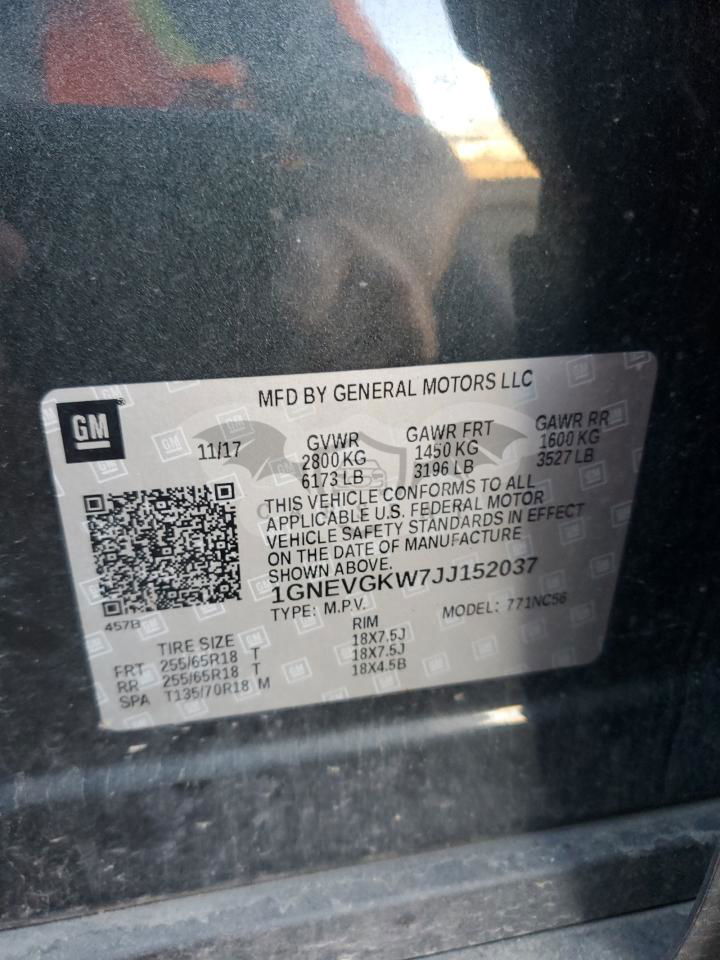 MFD BY GENERAL MOTORS LLC
GM
11/17
GVWR
2800 KG
6173 LB
GAWR FRT
1450 KG
3196 LB
GAWR RR
1600 KG
3527 LB
THIS VEHICLE CONFORMS TO ALL
APPLICABLE U.S. FEDERAL MOTOR
VEHICLE SAFETY STANDARDS IN EFFECT
ON THE DATE OF MANUFACTURE
SHOWN ABOVE.
1GNEVGKW7JJ152037
TYPE: M.P.V. MODEL: 771NC56
457B
TIRE SIZE RIM
FRT 255/65R18 T 18X7.5J
RR 255/65R18 T 18X7.5J
SPA T135/70R18 M 18X4.5B